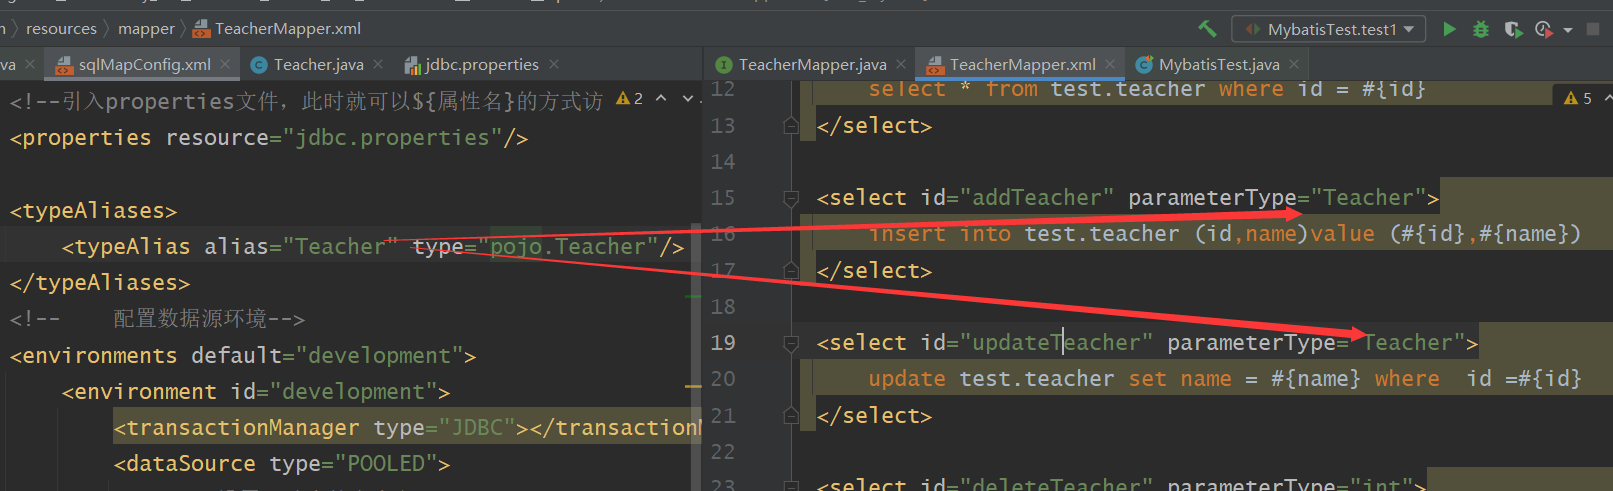 n > resources > mapper > TeacherMapper.xml
MybatisTest.test1
va × sqlMapConfig.xml × Teacher.java × jdbc.properties ×
<!--引入properties文件，此时就可以${属性名}的方式访
2
<properties resource="jdbc.properties"/>
<typeAliases>
<typeAlias alias="Teacher" type="pojo.Teacher"/>
</typeAliases>
<!-- 配置数据源环境-->
<environments default="development">
<environment id="development">
<transactionManager type="JDBC"></transactionM
<dataSource type="POOLED">
TeacherMapper.java × TeacherMapper.xml × MybatisTest.java ×
12 select * from test.teacher where id = #{id}
5
13 </select>
14
15 <select id="addTeacher" parameterType="Teacher">
16 insert into test.teacher (id,name)value (#{id},#{name})
17 </select>
18
19 <select id="updateTeacher" parameterType="Teacher">
20 update test.teacher set name = #{name} where id =#{id}
21 </select>
22
23 <select id="deleteTeacher" parameterType="int">